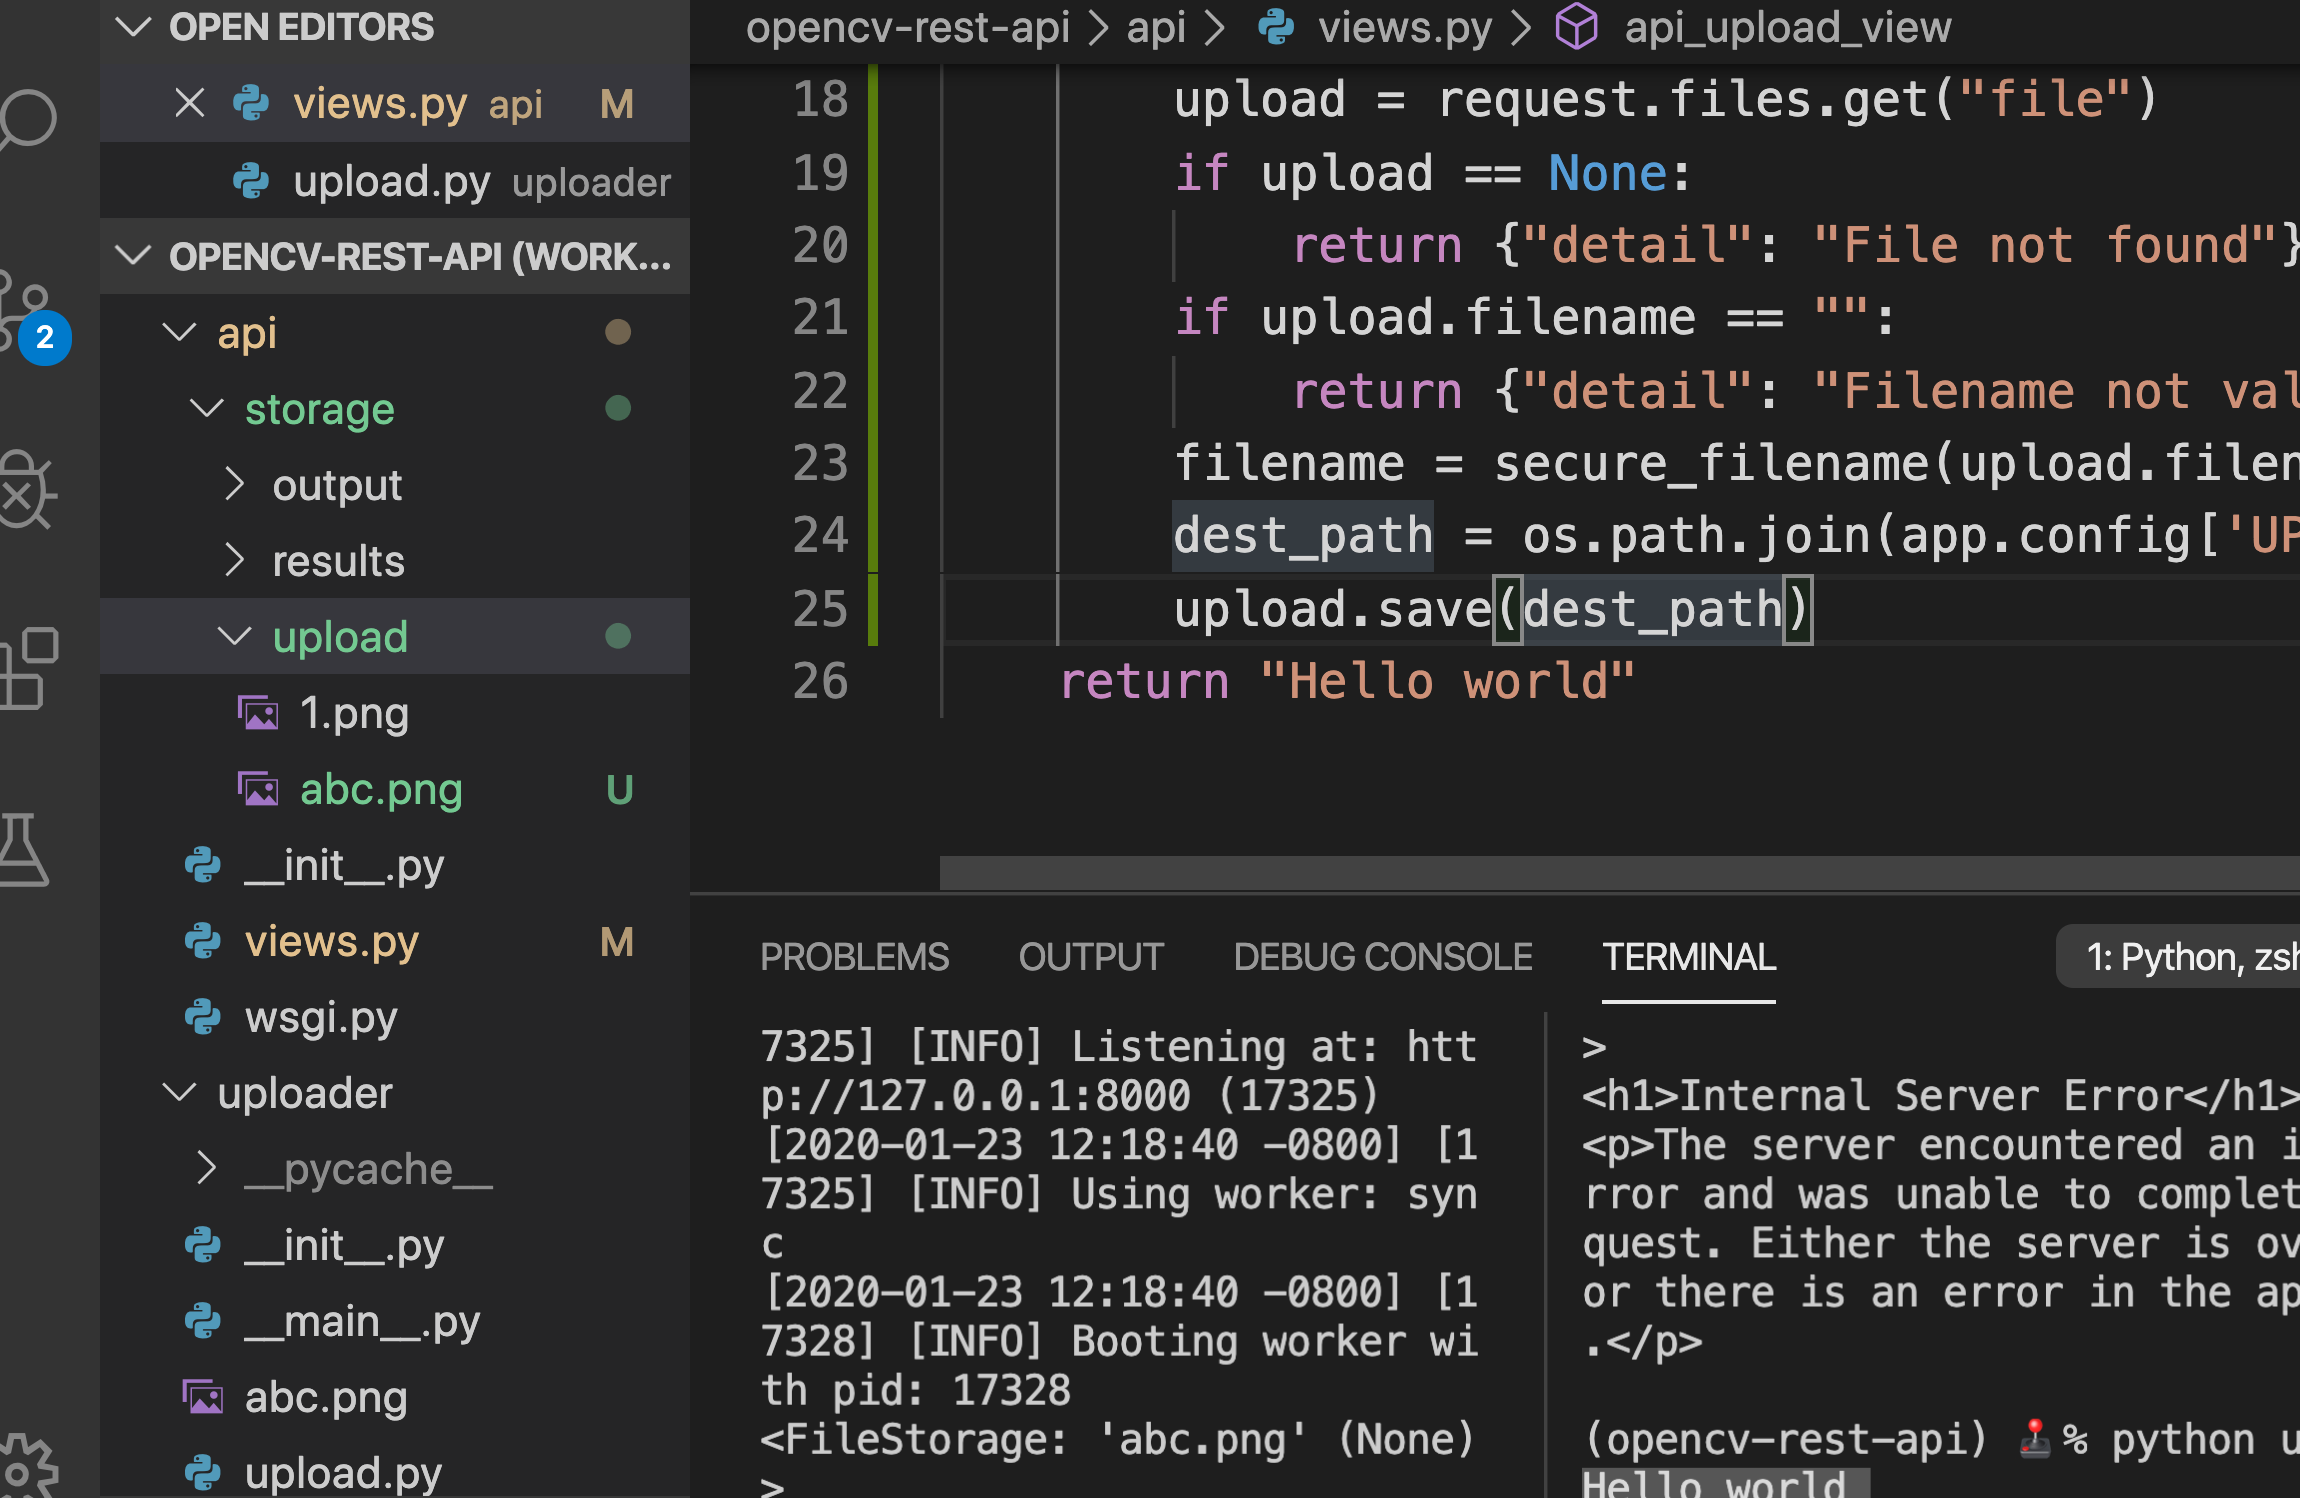 OPEN EDITORS
views.py api M
upload.py uploader
OPENCV-REST-API (WORK...
2
api
storage
output
results
upload
1.png
abc.png U
__init__.py
views.py M
wsgi.py
uploader
__pycache__
__init__.py
__main__.py
abc.png
upload.py
opencv-rest-api > api > views.py > api_upload_view
18 upload = request.files.get("file")
19 if upload == None:
20 return {"detail": "File not found"}
21 if upload.filename == "":
22 return {"detail": "Filename not val
23 filename = secure_filename(upload.filen
24 dest_path = os.path.join(app.config['UP
25 upload.save(dest_path)
26 return "Hello world"
PROBLEMS OUTPUT DEBUG CONSOLE TERMINAL 1: Python, zsh
7325] [INFO] Listening at: htt
p://127.0.0.1:8000 (17325)
[2020-01-23 12:18:40 -0800] [1
7325] [INFO] Using worker: syn
c
[2020-01-23 12:18:40 -0800] [1
7328] [INFO] Booting worker wi
th pid: 17328
<FileStorage: 'abc.png' (None)
>
>
<h1>Internal Server Error</h1>
<p>The server encountered an i
rror and was unable to complet
quest. Either the server is ov
or there is an error in the ap
.</p>
(opencv-rest-api) 🕹% python u
Hello world